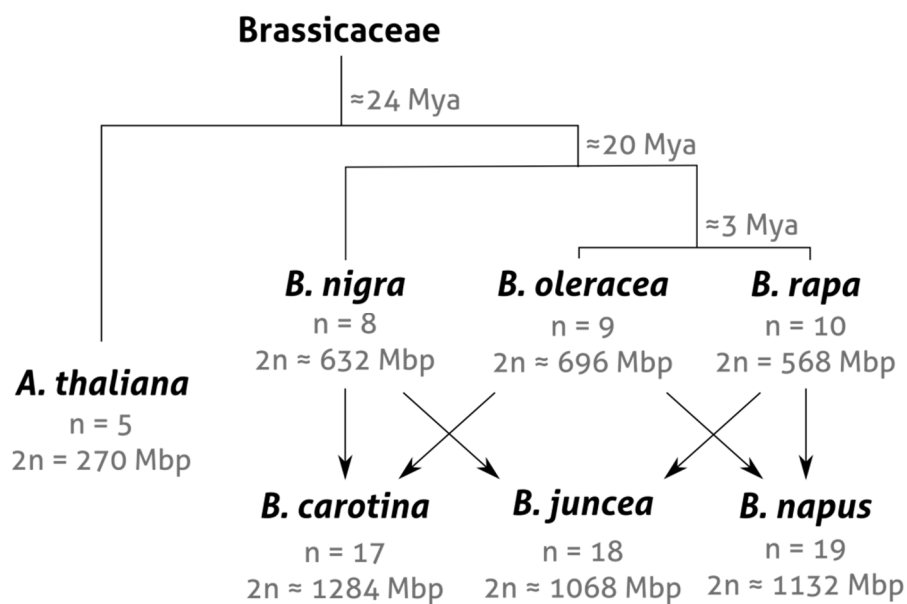 Brassicaceae
≈24 Mya
≈20 Mya
≈3 Mya
B. nigra
n = 8
2n ≈ 632 Mbp
B. oleracea
n = 9
2n ≈ 696 Mbp
B. rapa
n = 10
2n = 568 Mbp
A. thaliana
n = 5
2n = 270 Mbp
B. carotina
n = 17
2n ≈ 1284 Mbp
B. juncea
n = 18
2n ≈ 1068 Mbp
B. napus
n = 19
2n ≈ 1132 Mbp